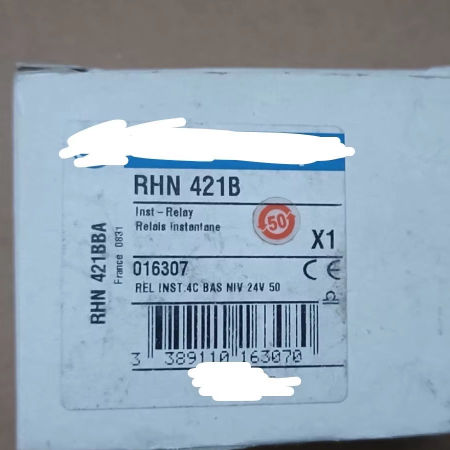 RHN 421B
Inst-Relay
Relais Instantane
50
X1
016307
CE
REL INST.4C BAS NIV 24V 50
3 389110 163070
RHN 421BBA
France 0831